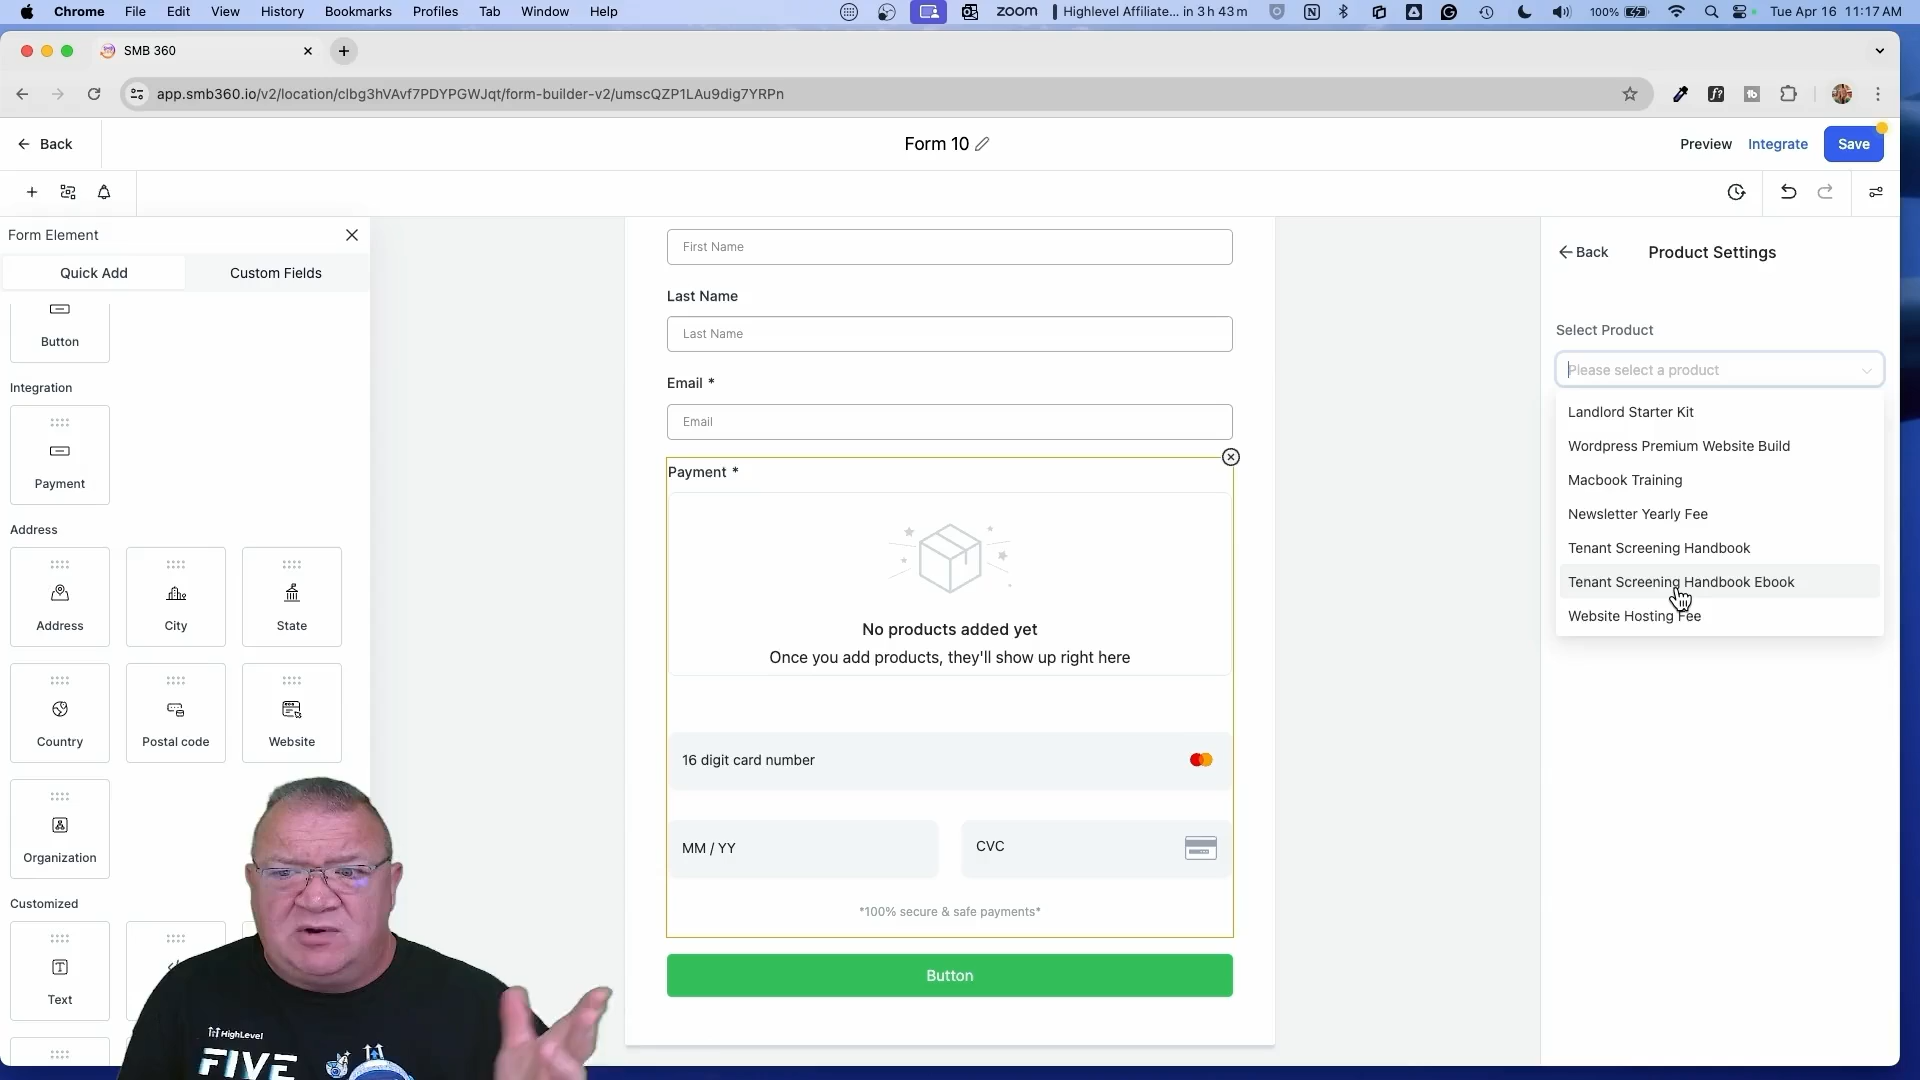 Chrome File Edit View History Bookmarks Profiles Tab Window Help
zoom Highlevel Affiliate... in 3 h 43 m 100% Tue Apr 16 11:17 AM
SMB 360
app.smb360.io/v2/location/clbg3hVAvf7PDYPGWJqt/form-builder-v2/umscQZP1LAu9dig7YRPn
Back
Form 10
Preview Integrate Save
Form Element
Quick Add Custom Fields
Button
Integration
Payment
Address
Address City State
Country Postal code Website
Organization
Customized
Text
First Name
Last Name
Last Name
Email *
Email
Payment *
No products added yet
Once you add products, they'll show up right here
16 digit card number
MM / YY CVC
*100% secure & safe payments*
Button
Back Product Settings
Select Product
Please select a product
Landlord Starter Kit
Wordpress Premium Website Build
Macbook Training
Newsletter Yearly Fee
Tenant Screening Handbook
Tenant Screening Handbook Ebook
Website Hosting Fee
HighLevel
FIVE